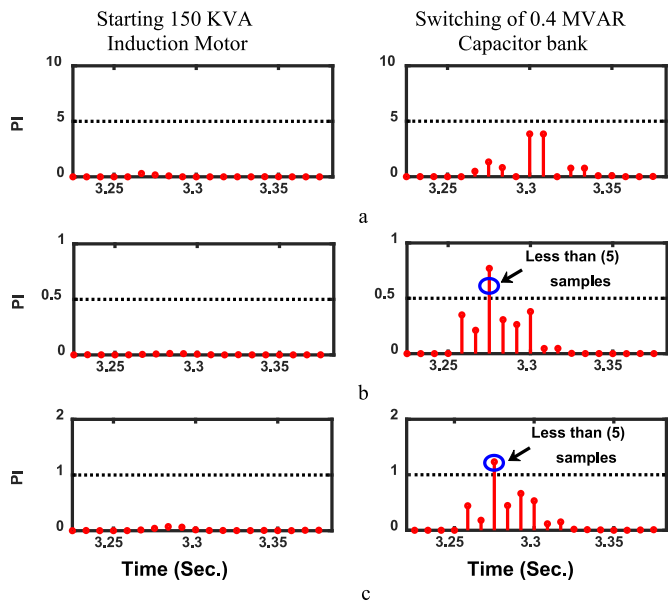 Starting 150 KVA
Induction Motor
Switching of 0.4 MVAR
Capacitor bank
10
5
0
PI
3.25
3.3
3.35
10
5
0
3.25
3.3
3.35
a
1
0.5
0
PI
3.25
3.3
3.35
1
0.5
0
Less than (5)
samples
3.25
3.3
3.35
b
2
1
0
PI
3.25
3.3
3.35
Time (Sec.)
2
1
0
Less than (5)
samples
3.25
3.3
3.35
Time (Sec.)
c